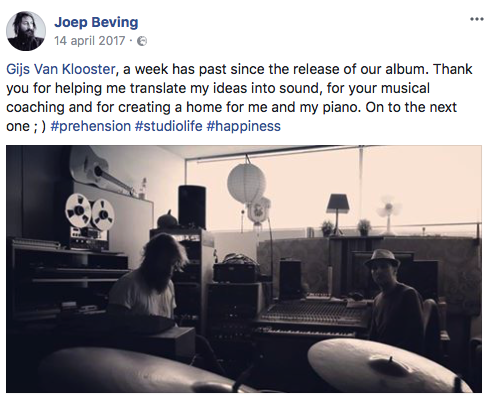 Joep Beving
14 april 2017 ·
Gijs Van Klooster, a week has past since the release of our album. Thank
you for helping me translate my ideas into sound, for your musical
coaching and for creating a home for me and my piano. On to the next
one ; ) #prehension #studiolife #happiness